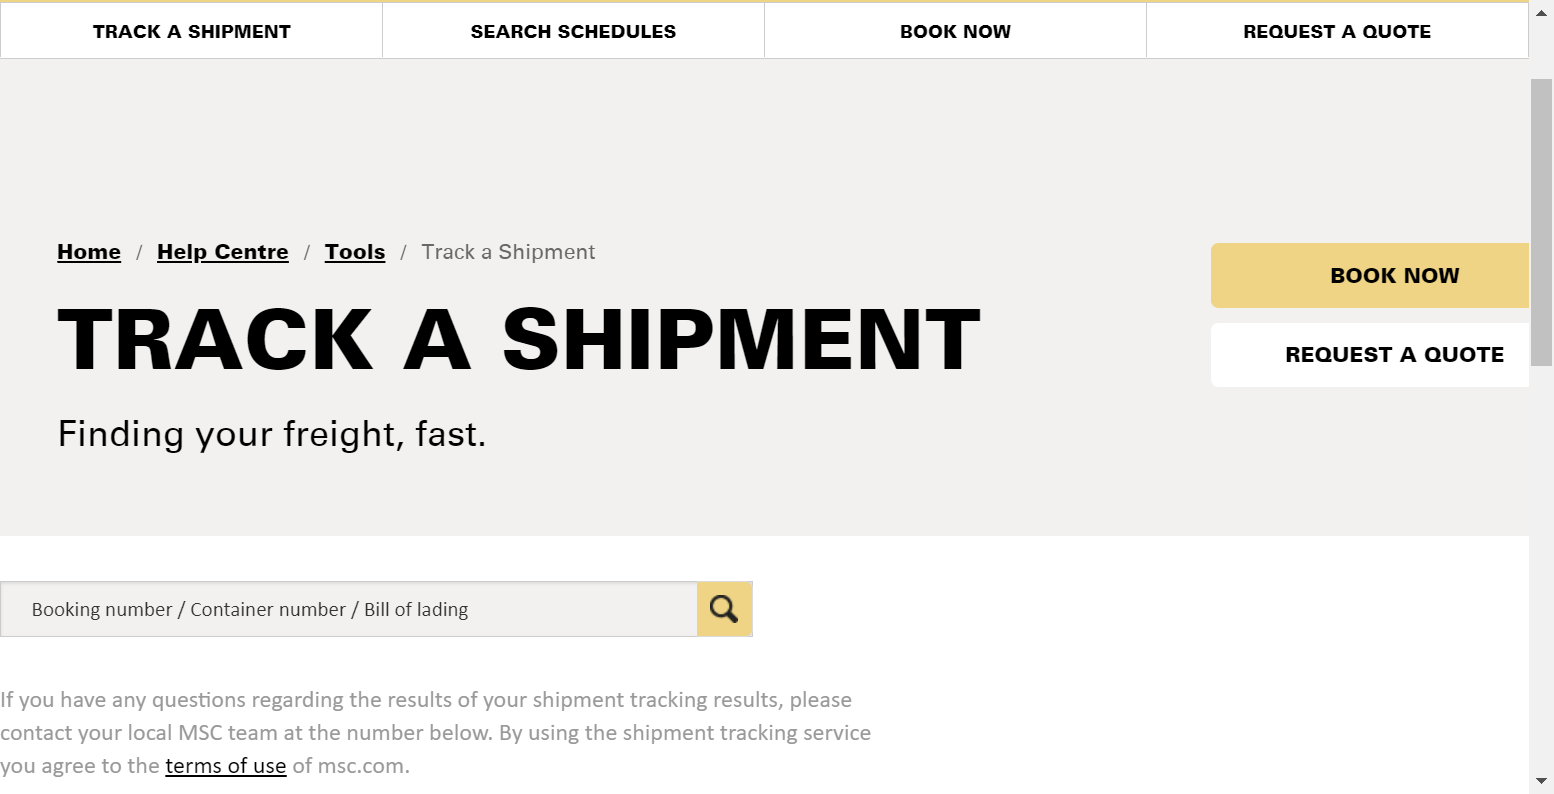 TRACK A SHIPMENT
SEARCH SCHEDULES
BOOK NOW
REQUEST A QUOTE
Home / Help Centre / Tools / Track a Shipment
TRACK A SHIPMENT
Finding your freight, fast.
BOOK NOW
REQUEST A QUOTE
Booking number / Container number / Bill of lading
If you have any questions regarding the results of your shipment tracking results, please
contact your local MSC team at the number below. By using the shipment tracking service
you agree to the terms of use of msc.com.